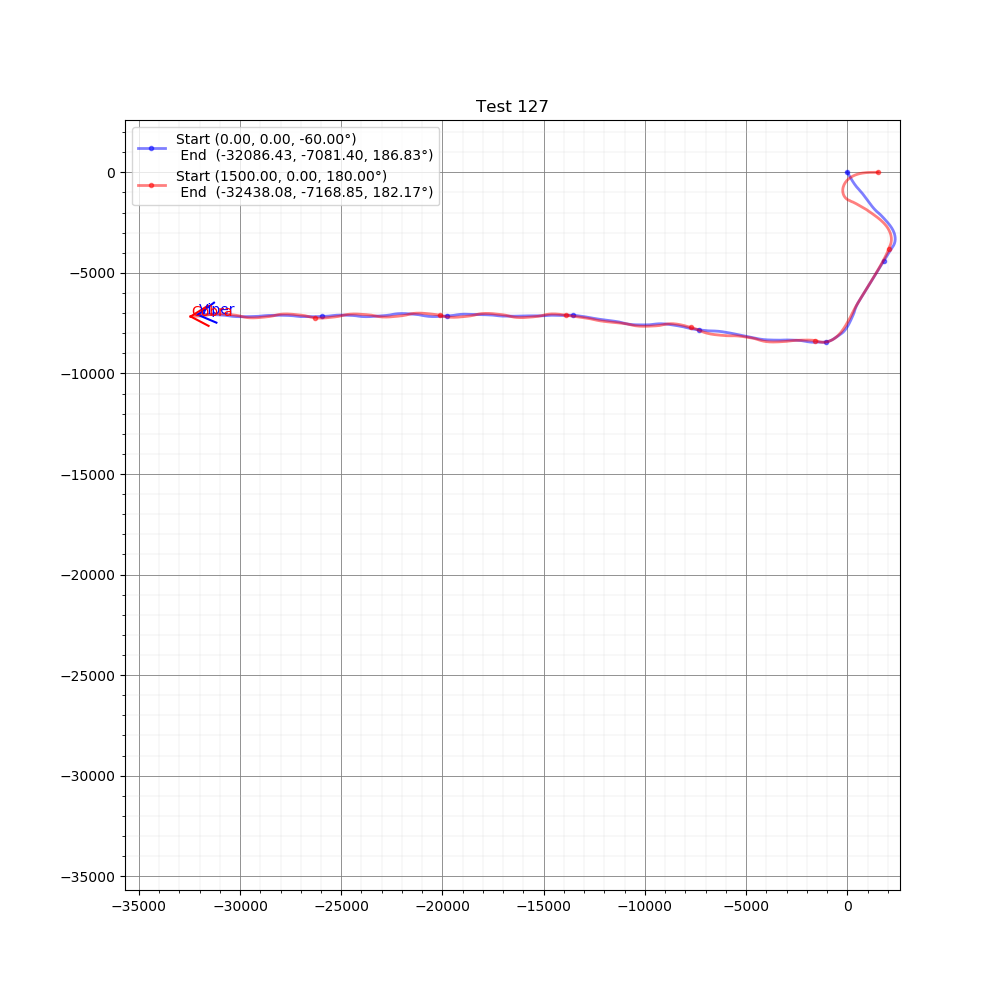 Test 127
Start (0.00, 0.00, -60.00°)
End (-32086.43, -7081.40, 186.83°)
Start (1500.00, 0.00, 180.00°)
End (-32438.08, -7168.85, 182.17°)
0
−5000
−10000
−15000
−20000
−25000
−30000
−35000
Viper
−35000 −30000 −25000 −20000 −15000 −10000 −5000 0